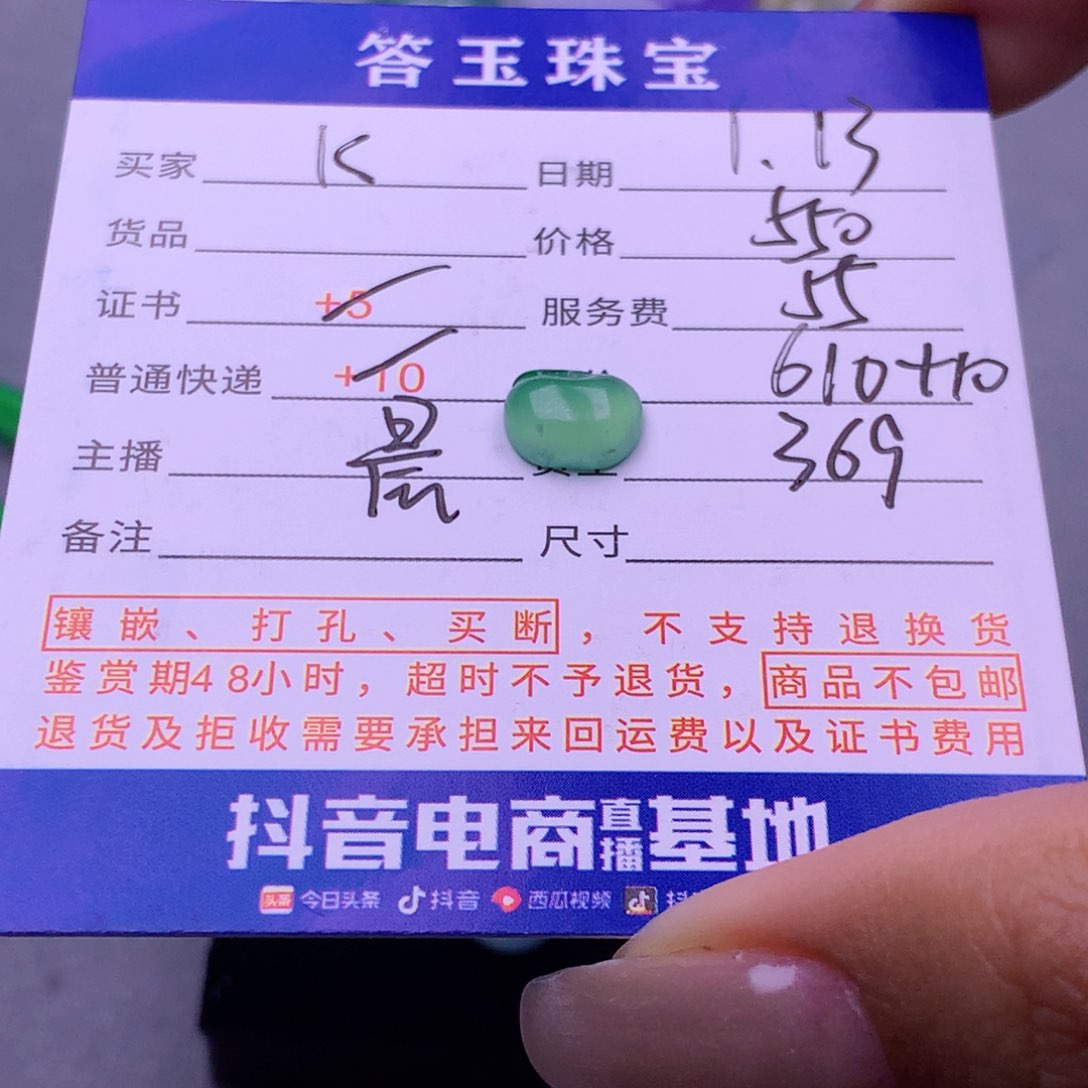 答玉珠宝
买家 K 日期 1.13
货品 价格 550
证书 +5 服务费 55
普通快递 +10 610+10
主播 晨 369
备注 尺寸
镶嵌、打孔、买断，不支持退换货
鉴赏期48小时，超时不予退货，商品不包邮
退货及拒收需要承担来回运费以及证书费用
抖音电商直播基地
头条 今日头条 抖音 西瓜视频 抖